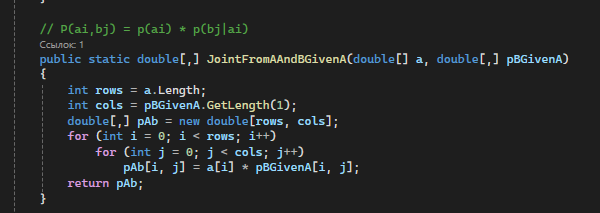 }
// P(ai,bj) = p(ai) * p(bj|ai)
Ссылок: 1
public static double[,] JointFromAAndBGivenA(double[] a, double[,] pBGivenA)
{
int rows = a.Length;
int cols = pBGivenA.GetLength(1);
double[,] pAb = new double[rows, cols];
for (int i = 0; i < rows; i++)
for (int j = 0; j < cols; j++)
pAb[i, j] = a[i] * pBGivenA[i, j];
return pAb;
}